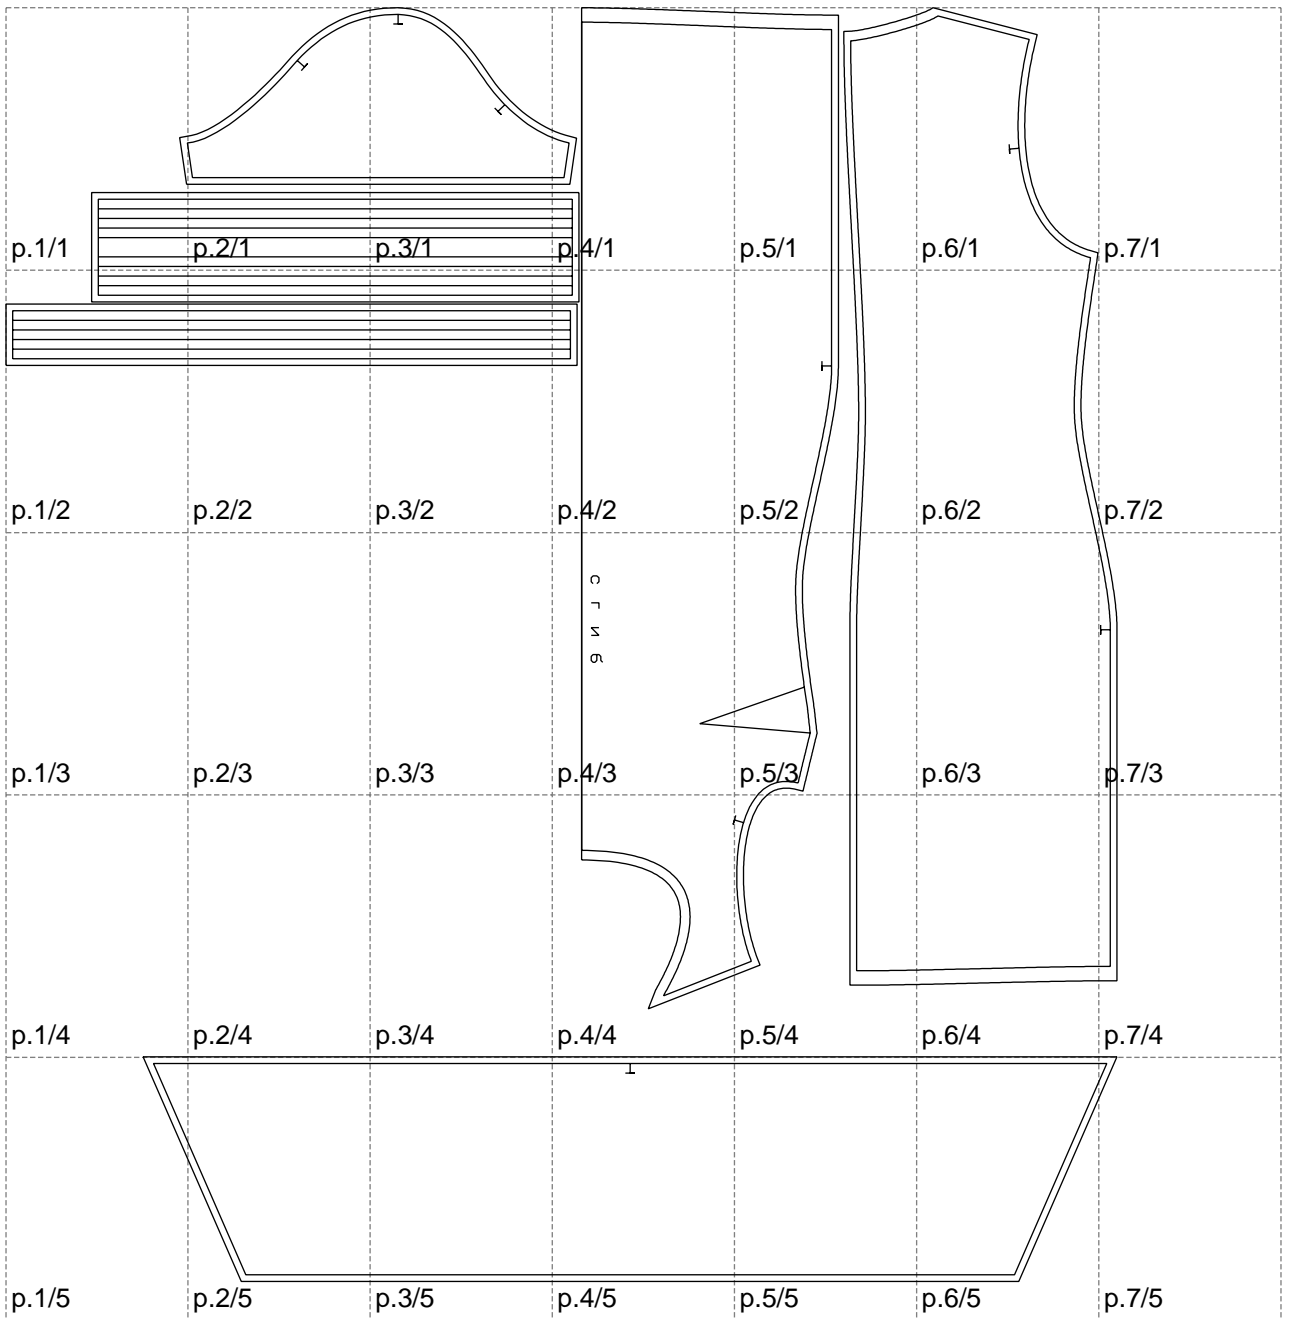 p.1/1 p.2/1 p.3/1 p.4/1 p.5/1 p.6/1 p.7/1
p.1/2 p.2/2 p.3/2 p.4/2 p.5/2 p.6/2 p.7/2
с
г
и
б
p.1/3 p.2/3 p.3/3 p.4/3 p.5/3 p.6/3 p.7/3
p.1/4 p.2/4 p.3/4 p.4/4 p.5/4 p.6/4 p.7/4
p.1/5 p.2/5 p.3/5 p.4/5 p.5/5 p.6/5 p.7/5